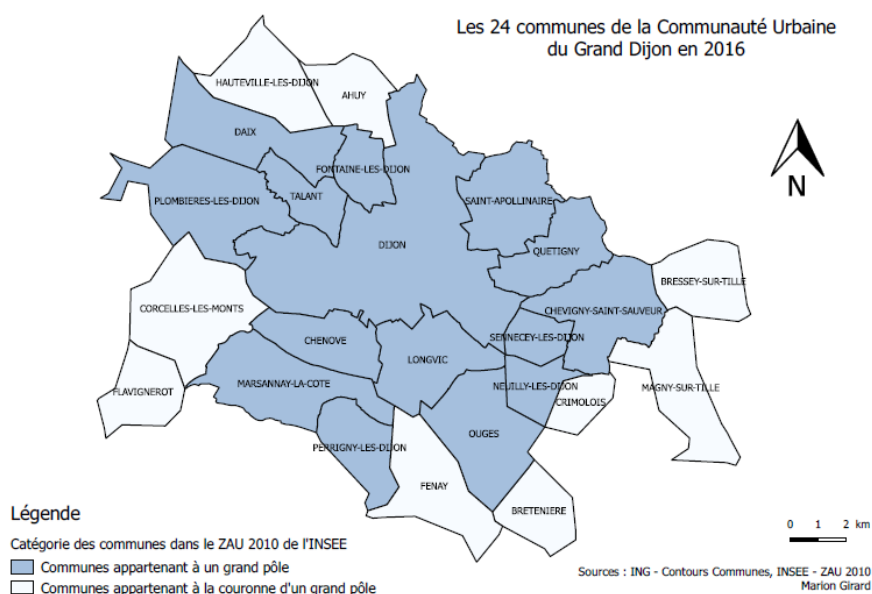 Les 24 communes de la Communauté Urbaine
du Grand Dijon en 2016
HAUTEVILLE-LES-DIJON
AHUY
DAIX
FONTAINE-LES-DIJON
PLOMBIERES-LES-DIJON
TALANT
SAINT-APOLLINAIRE
N
DIJON
QUETIGNY
BRESSEY-SUR-TILLE
CORCELLES-LES-MONTS
CHEVIGNY-SAINT-SAUVEUR
CHENOVE
SENNECEY-LES-DIJON
LONGVIC
MARSANNAY-LA-COTE
NEUILLY-LES-DIJON
FLAVIGNEROT
MAGNY-SUR-TILLE
CRIMOLOIS
OUGES
PERRIGNY-LES-DIJON
FENAY
BRETENIERE
Légende
Catégorie des communes dans le ZAU 2010 de l'INSEE
Communes appartenant à un grand pôle
Communes appartenant à la couronne d'un grand pôle
0 1 2 km
Sources : ING - Contours Communes, INSEE - ZAU 2010
Marion Girard